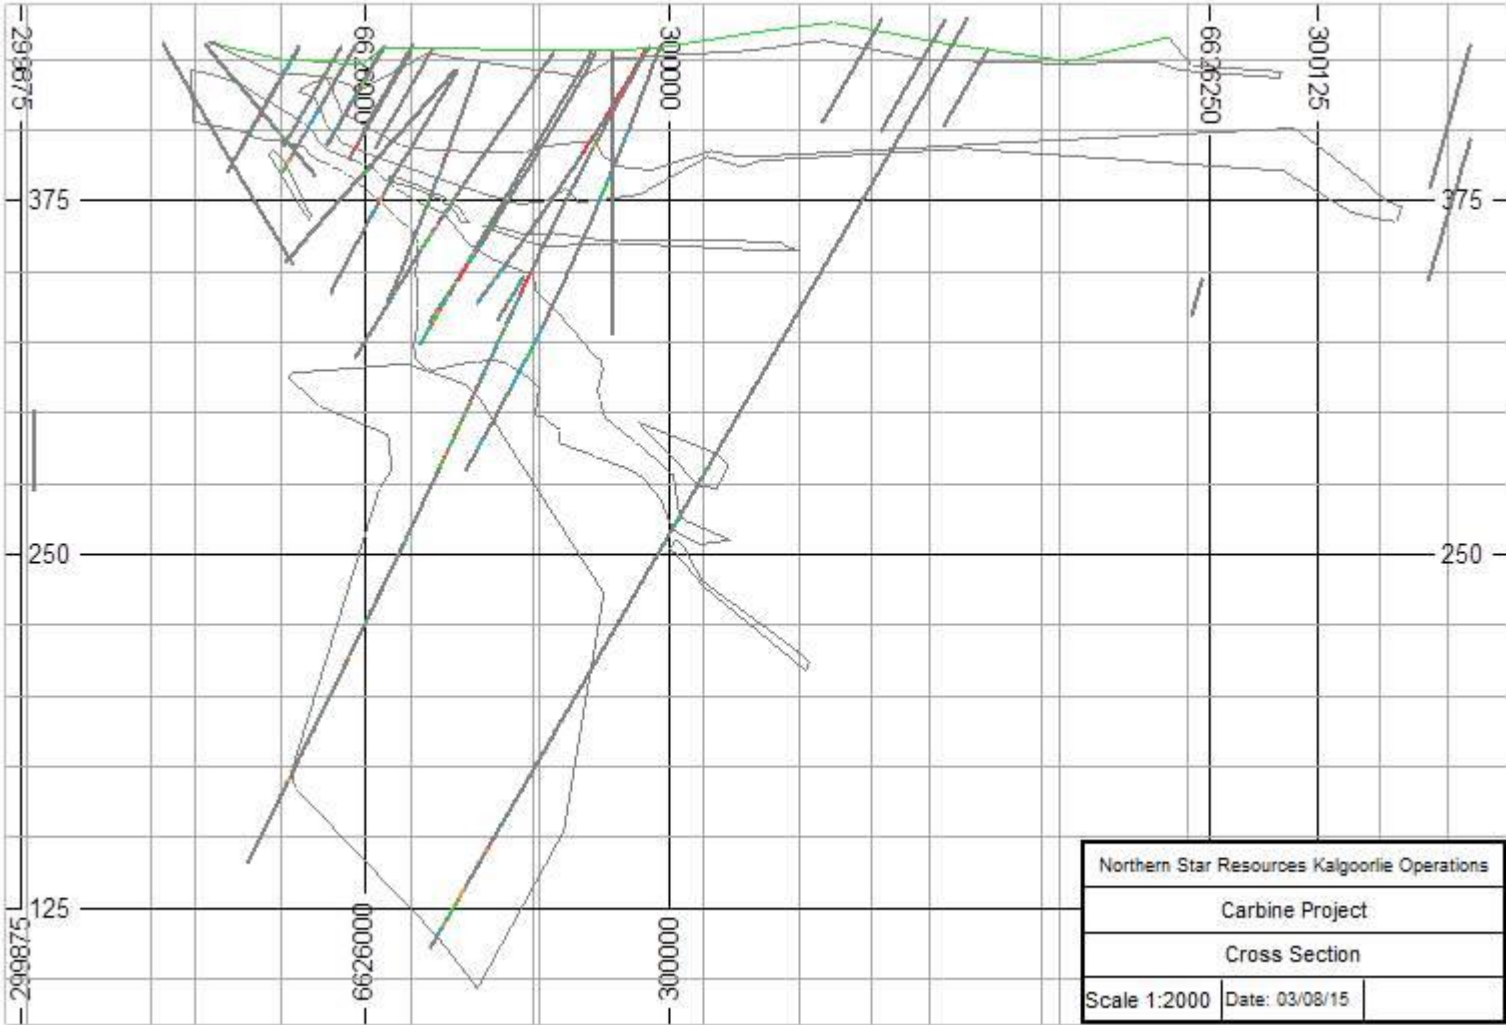 299875
6626000
300000
6626250
300125
375
375
250
250
125
299875
6626000
300000
Northern Star Resources Kalgoorlie Operations
Carbine Project
Cross Section
Scale 1:2000
Date: 03/08/15